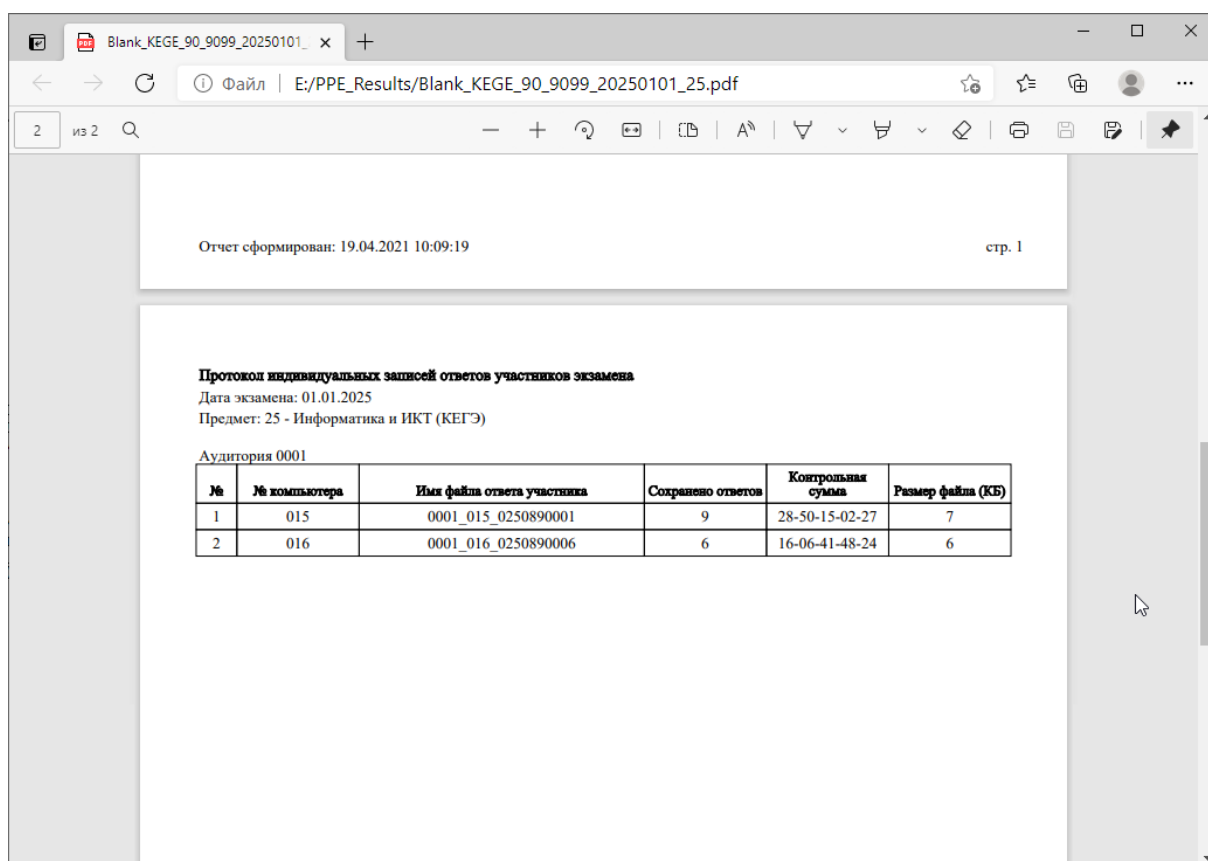 Blank_KEGE_90_9099_20250101_
Файл E:/PPE_Results/Blank_KEGE_90_9099_20250101_25.pdf
2 из 2
Отчет сформирован: 19.04.2021 10:09:19 стр. 1
Протокол индивидуальных записей ответов участников экзамена
Дата экзамена: 01.01.2025
Предмет: 25 - Информатика и ИКТ (КЕГЭ)
Аудитория 0001
№ № компьютера Имя файла ответа участника Сохранено ответов Контрольная сумма Размер файла (КБ)
1 015 0001_015_0250890001 9 28-50-15-02-27 7
2 016 0001_016_0250890006 6 16-06-41-48-24 6